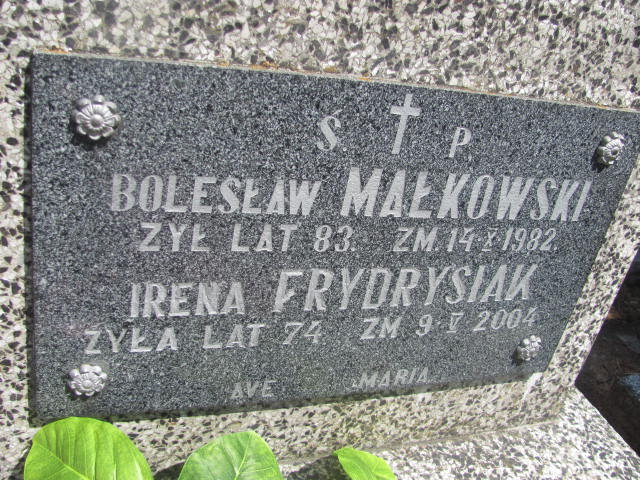 Ś P.
BOLESŁAW MAŁKOWSKI
ŻYŁ LAT 83. ZM. 14 X 1982.
IRENA FRYDRYSIAK
ŻYŁA LAT 74 ZM 9 V 2004
AVE MARIA